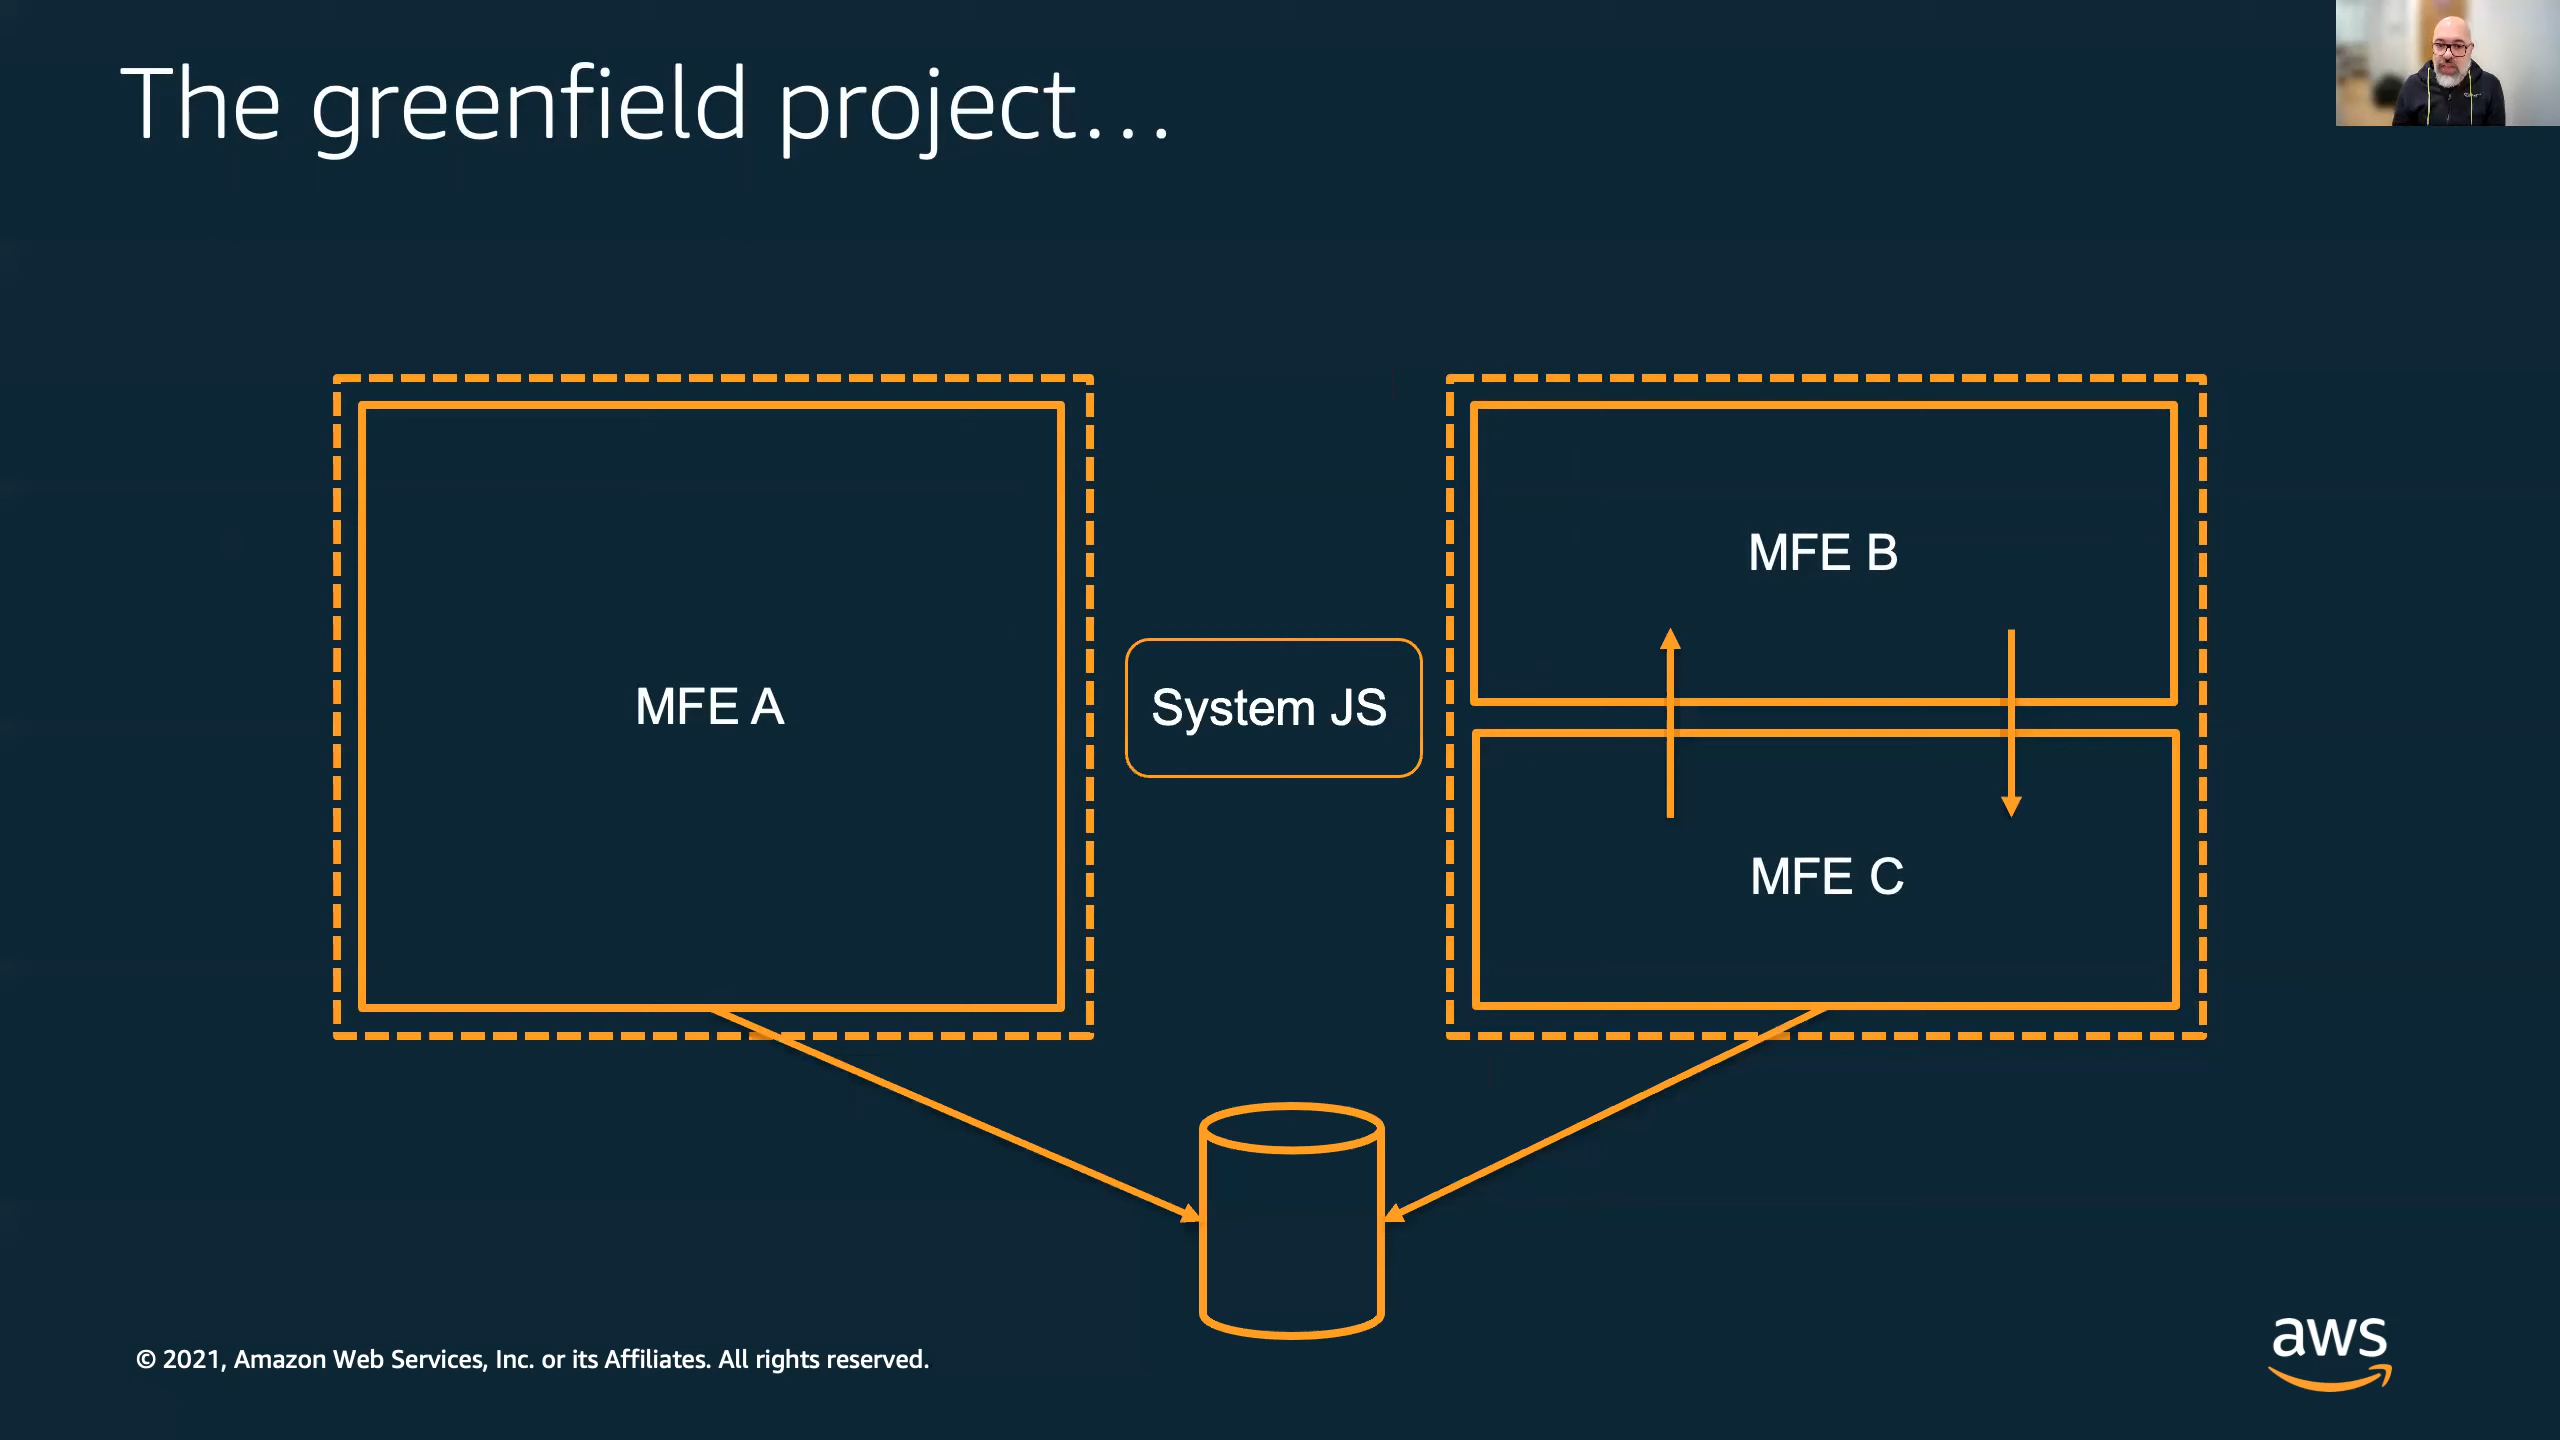 The greenfield project…
MFE A
System JS
MFE B
MFE C
© 2021, Amazon Web Services, Inc. or its Affiliates. All rights reserved.
aws